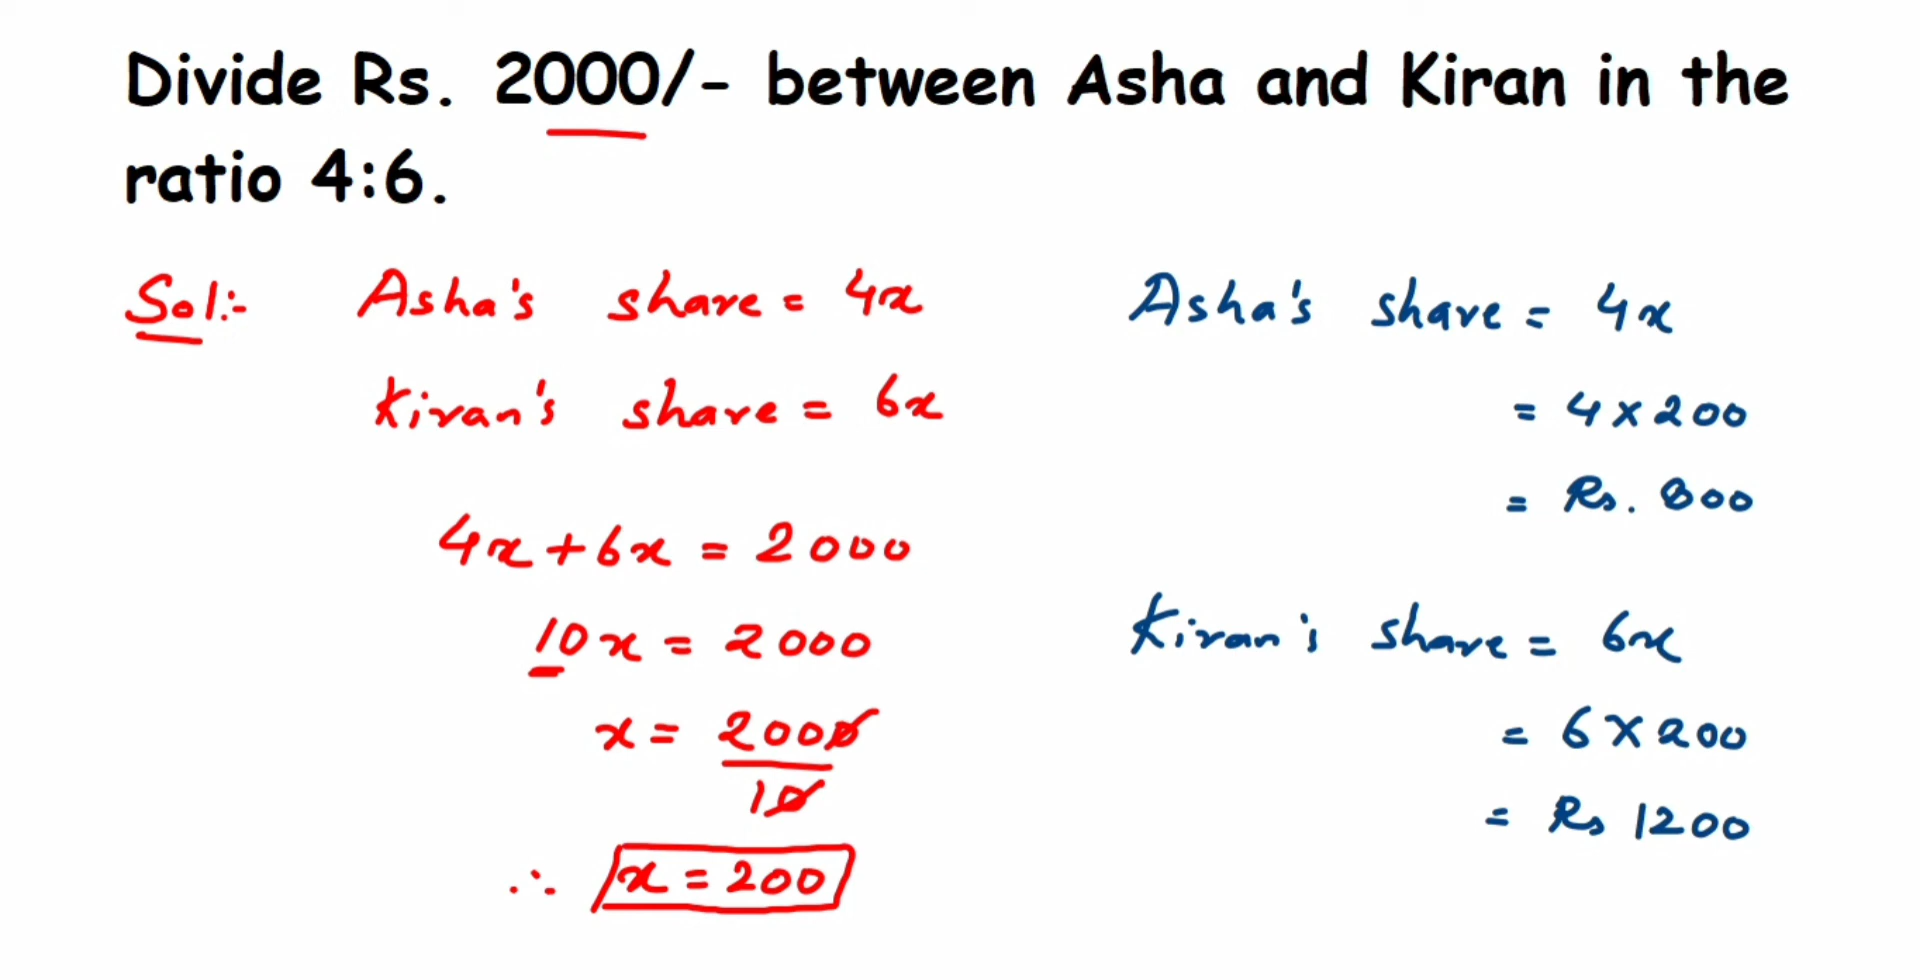 Divide Rs. 2000/- between Asha and Kiran in the
ratio 4:6.
Sol:- Asha's share = 4x
Kiran's share = 6x
4x + 6x = 2000
10x = 2000
x = 2000
10
∴ x = 200
Asha's share = 4x
= 4 × 200
= Rs. 800
Kiran's share = 6x
= 6 × 200
= Rs 1200